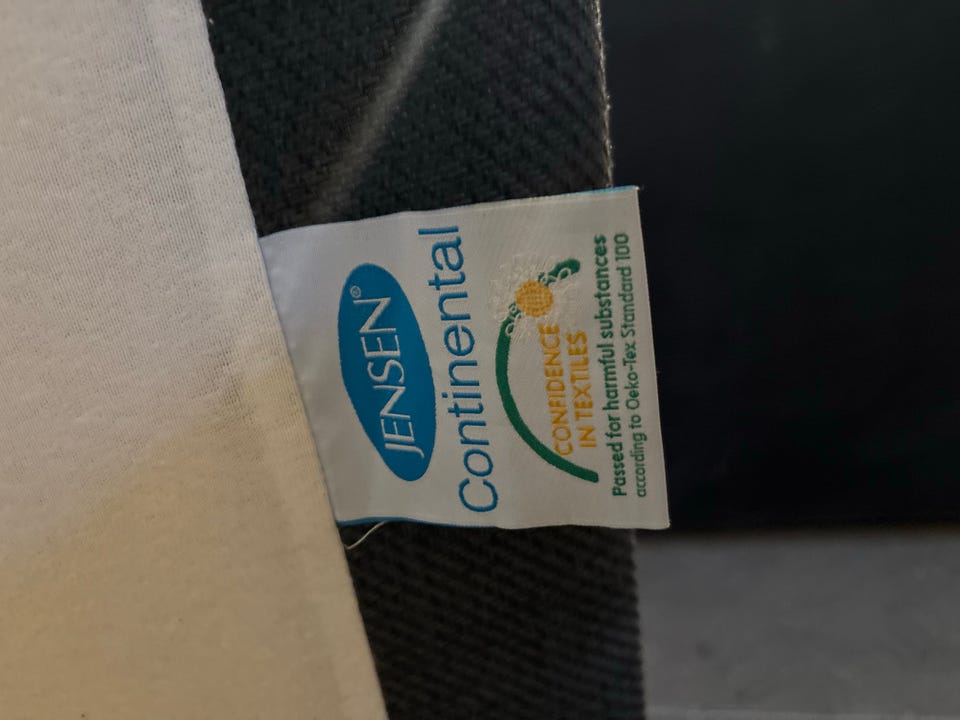 JENSEN®
Continental
CONFIDENCE
IN TEXTILES
Passed for harmful substances
according to Oeko-Tex Standard 100